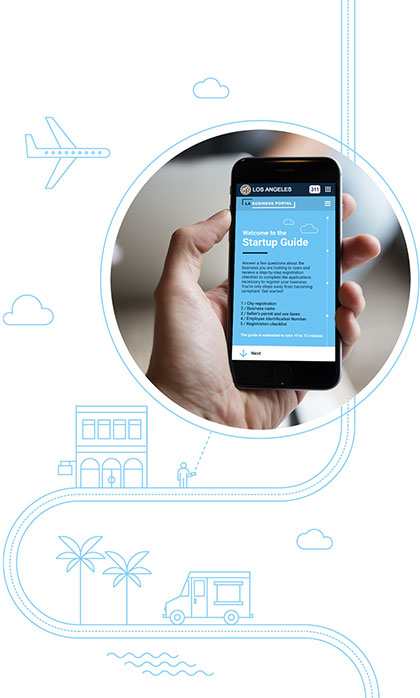 LOS ANGELES
311
LA BUSINESS PORTAL
Welcome to the
Startup Guide
Answer a few questions about the
business you are looking to open and
receive a step-by-step registration
checklist to complete the applications
necessary to register your business.
You're only steps away from becoming
compliant. Get started!
1 / City registration
2 / Business name
3 / Seller's permit and use taxes
4 / Employee Identification Number
5 / Registration checklist
The guide is estimated to take 10 to 15 minutes
Next